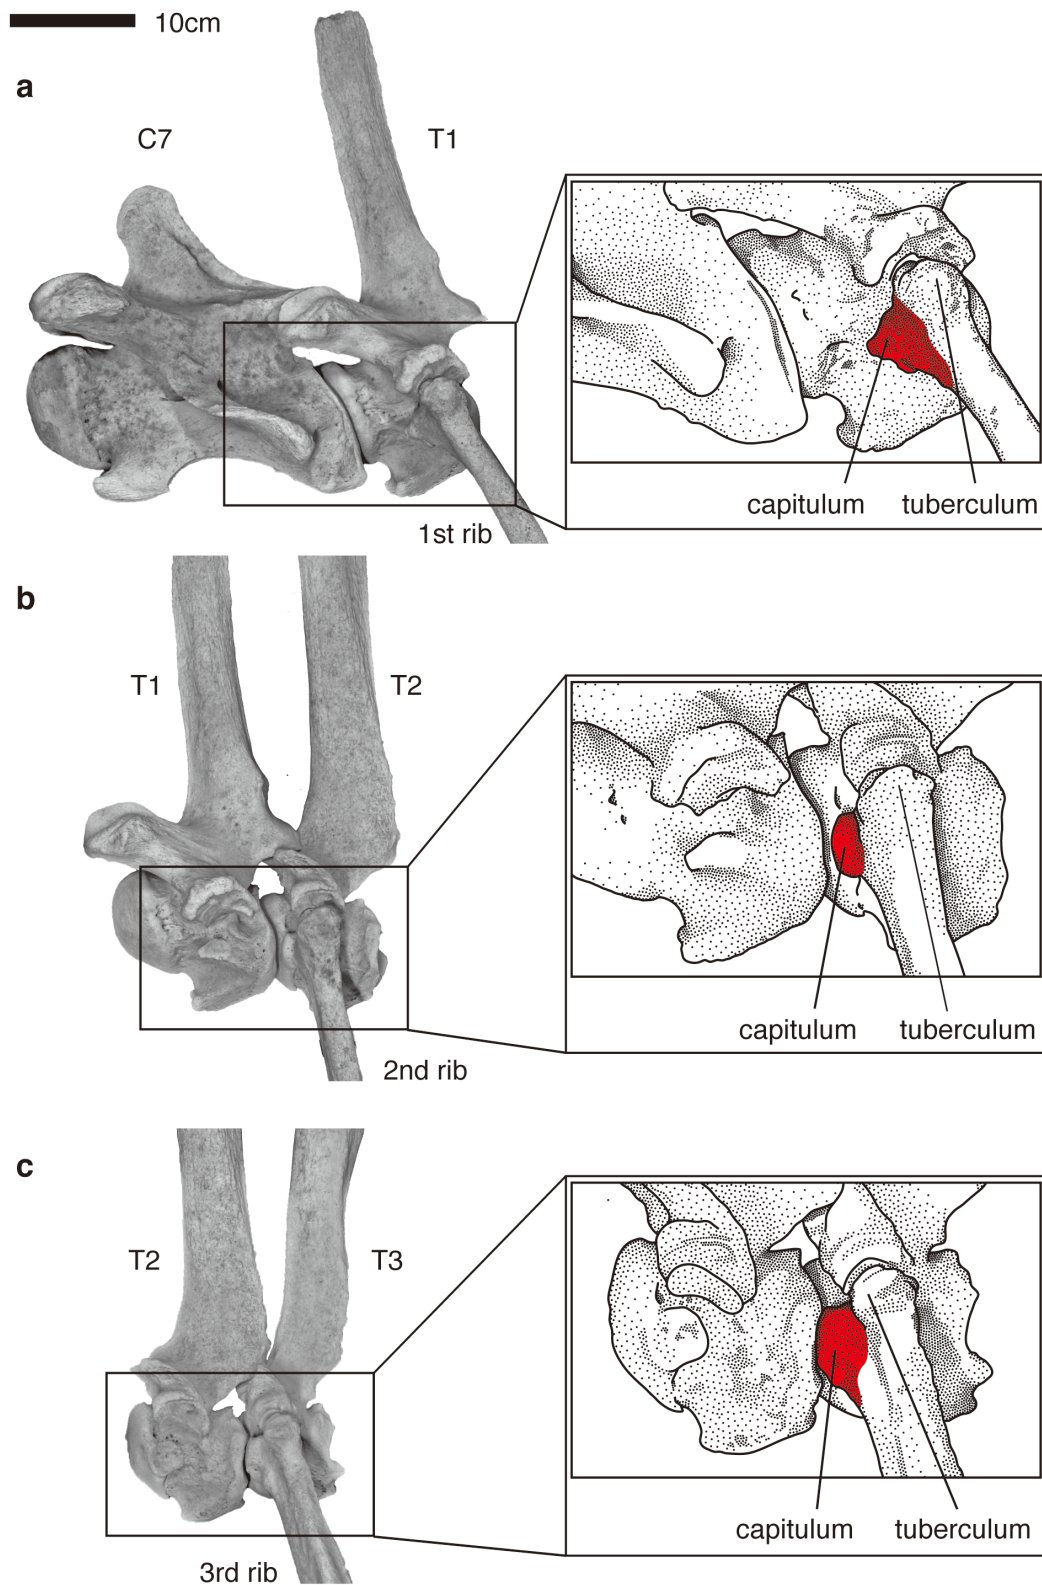 10cm
a
C7
T1
capitulum tuberculum
1st rib
b
T1
T2
capitulum tuberculum
2nd rib
c
T2
T3
capitulum tuberculum
3rd rib